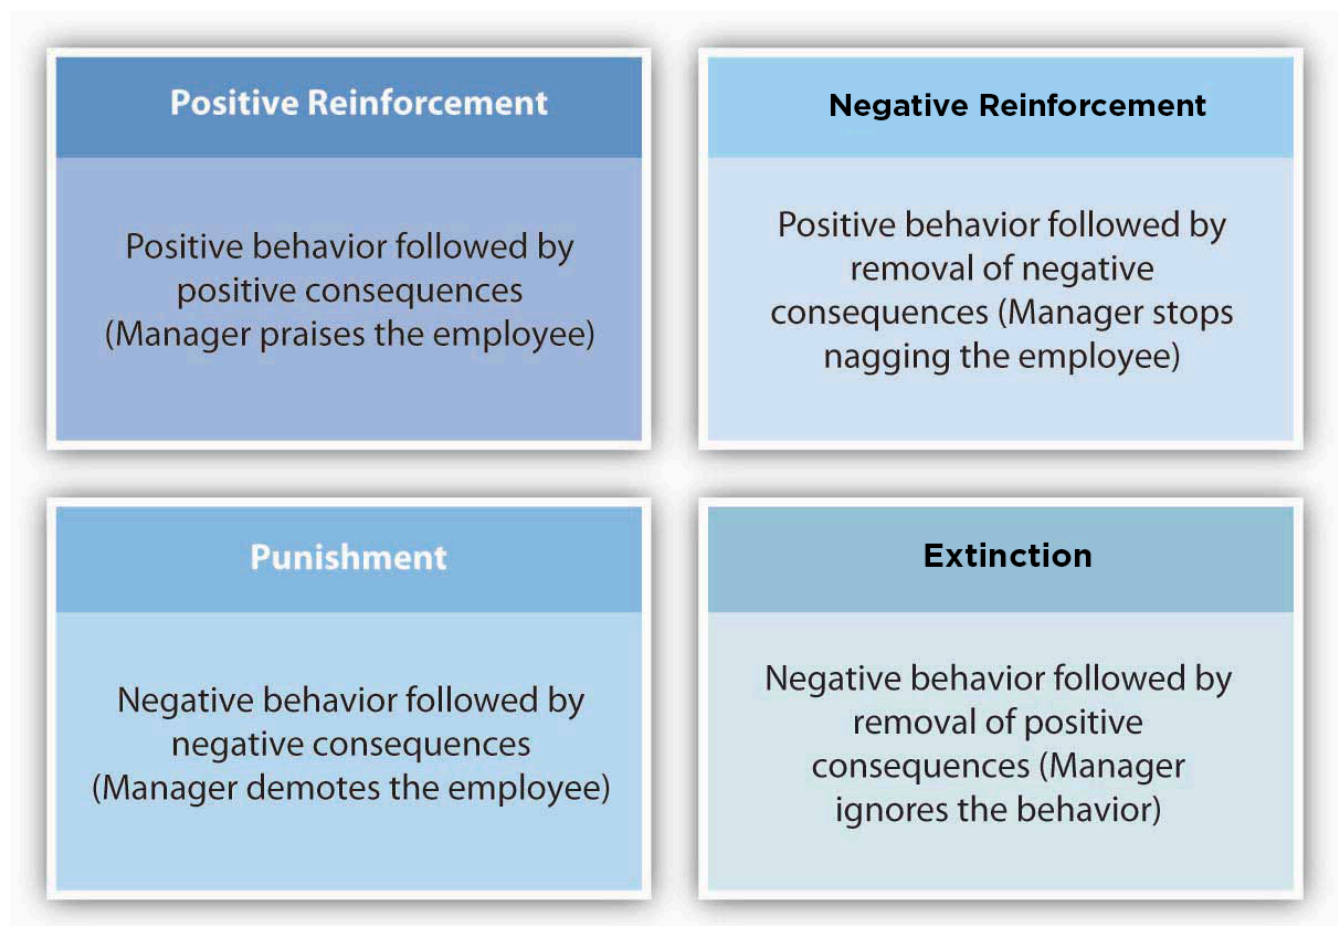 Positive Reinforcement
Positive behavior followed by
positive consequences
(Manager praises the employee)
Negative Reinforcement
Positive behavior followed by
removal of negative
consequences (Manager stops
nagging the employee)
Punishment
Negative behavior followed by
negative consequences
(Manager demotes the employee)
Extinction
Negative behavior followed by
removal of positive
consequences (Manager
ignores the behavior)